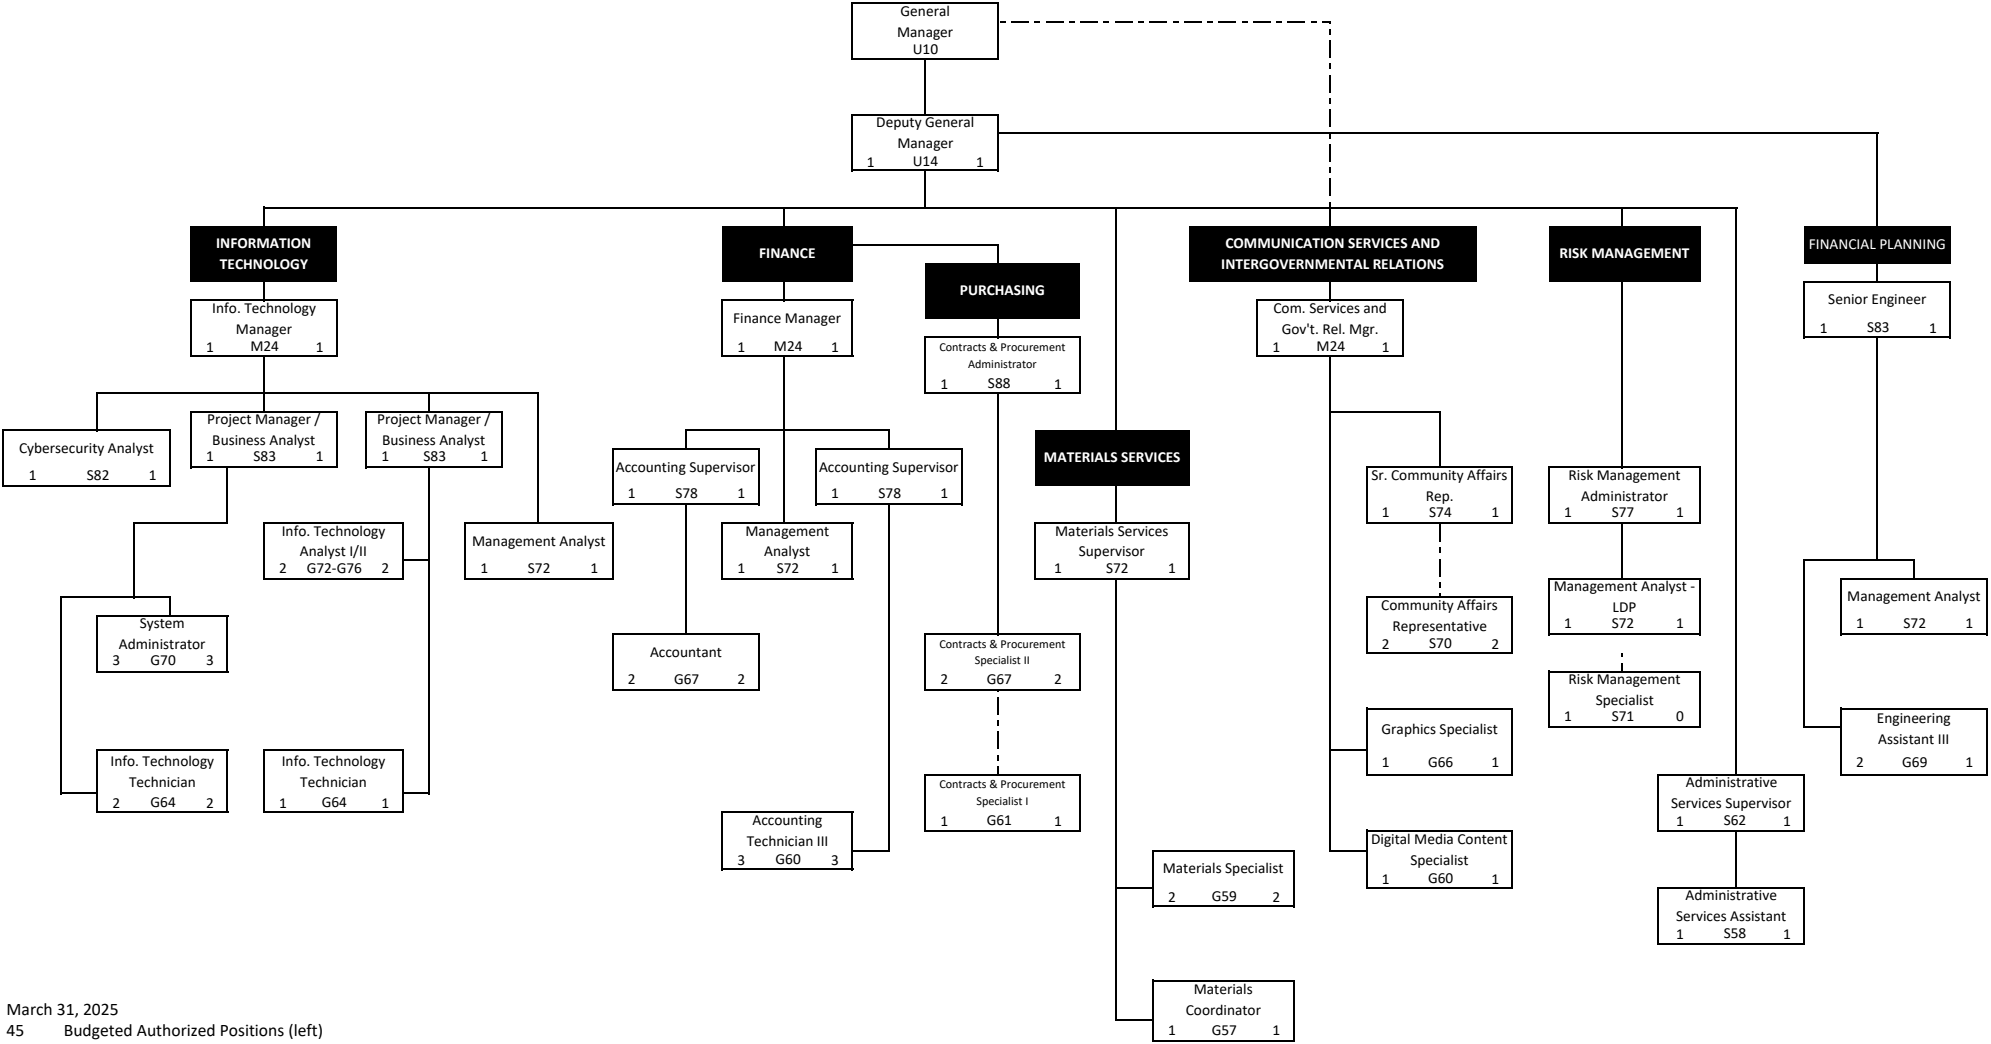 General
Manager
U10
Deputy General
Manager
1 U14 1
INFORMATION
TECHNOLOGY
Info. Technology
Manager
1 M24 1
Cybersecurity Analyst
1 S82 1
Project Manager /
Business Analyst
1 S83 1
Project Manager /
Business Analyst
1 S83 1
Info. Technology
Analyst I/II
2 G72-G76 2
Management Analyst
1 S72 1
System
Administrator
3 G70 3
Info. Technology
Technician
2 G64 2
Info. Technology
Technician
1 G64 1
FINANCE
Finance Manager
1 M24 1
Accounting Supervisor
1 S78 1
Accounting Supervisor
1 S78 1
Management
Analyst
1 S72 1
Accountant
2 G67 2
Accounting
Technician III
3 G60 3
PURCHASING
Contracts & Procurement
Administrator
1 S88 1
Contracts & Procurement
Specialist II
2 G67 2
Contracts & Procurement
Specialist I
1 G61 1
MATERIALS SERVICES
Materials Services
Supervisor
1 S72 1
Materials Specialist
2 G59 2
Materials
Coordinator
1 G57 1
COMMUNICATION SERVICES AND
INTERGOVERNMENTAL RELATIONS
Com. Services and
Gov't. Rel. Mgr.
1 M24 1
Sr. Community Affairs
Rep.
1 S74 1
Community Affairs
Representative
2 S70 2
Graphics Specialist
1 G66 1
Digital Media Content
Specialist
1 G60 1
RISK MANAGEMENT
Risk Management
Administrator
1 S77 1
Management Analyst -
LDP
1 S72 1
Risk Management
Specialist
1 S71 0
Administrative
Services Supervisor
1 S62 1
Administrative
Services Assistant
1 S58 1
FINANCIAL PLANNING
Senior Engineer
1 S83 1
Management Analyst
1 S72 1
Engineering
Assistant III
2 G69 1
March 31, 2025
45 Budgeted Authorized Positions (left)